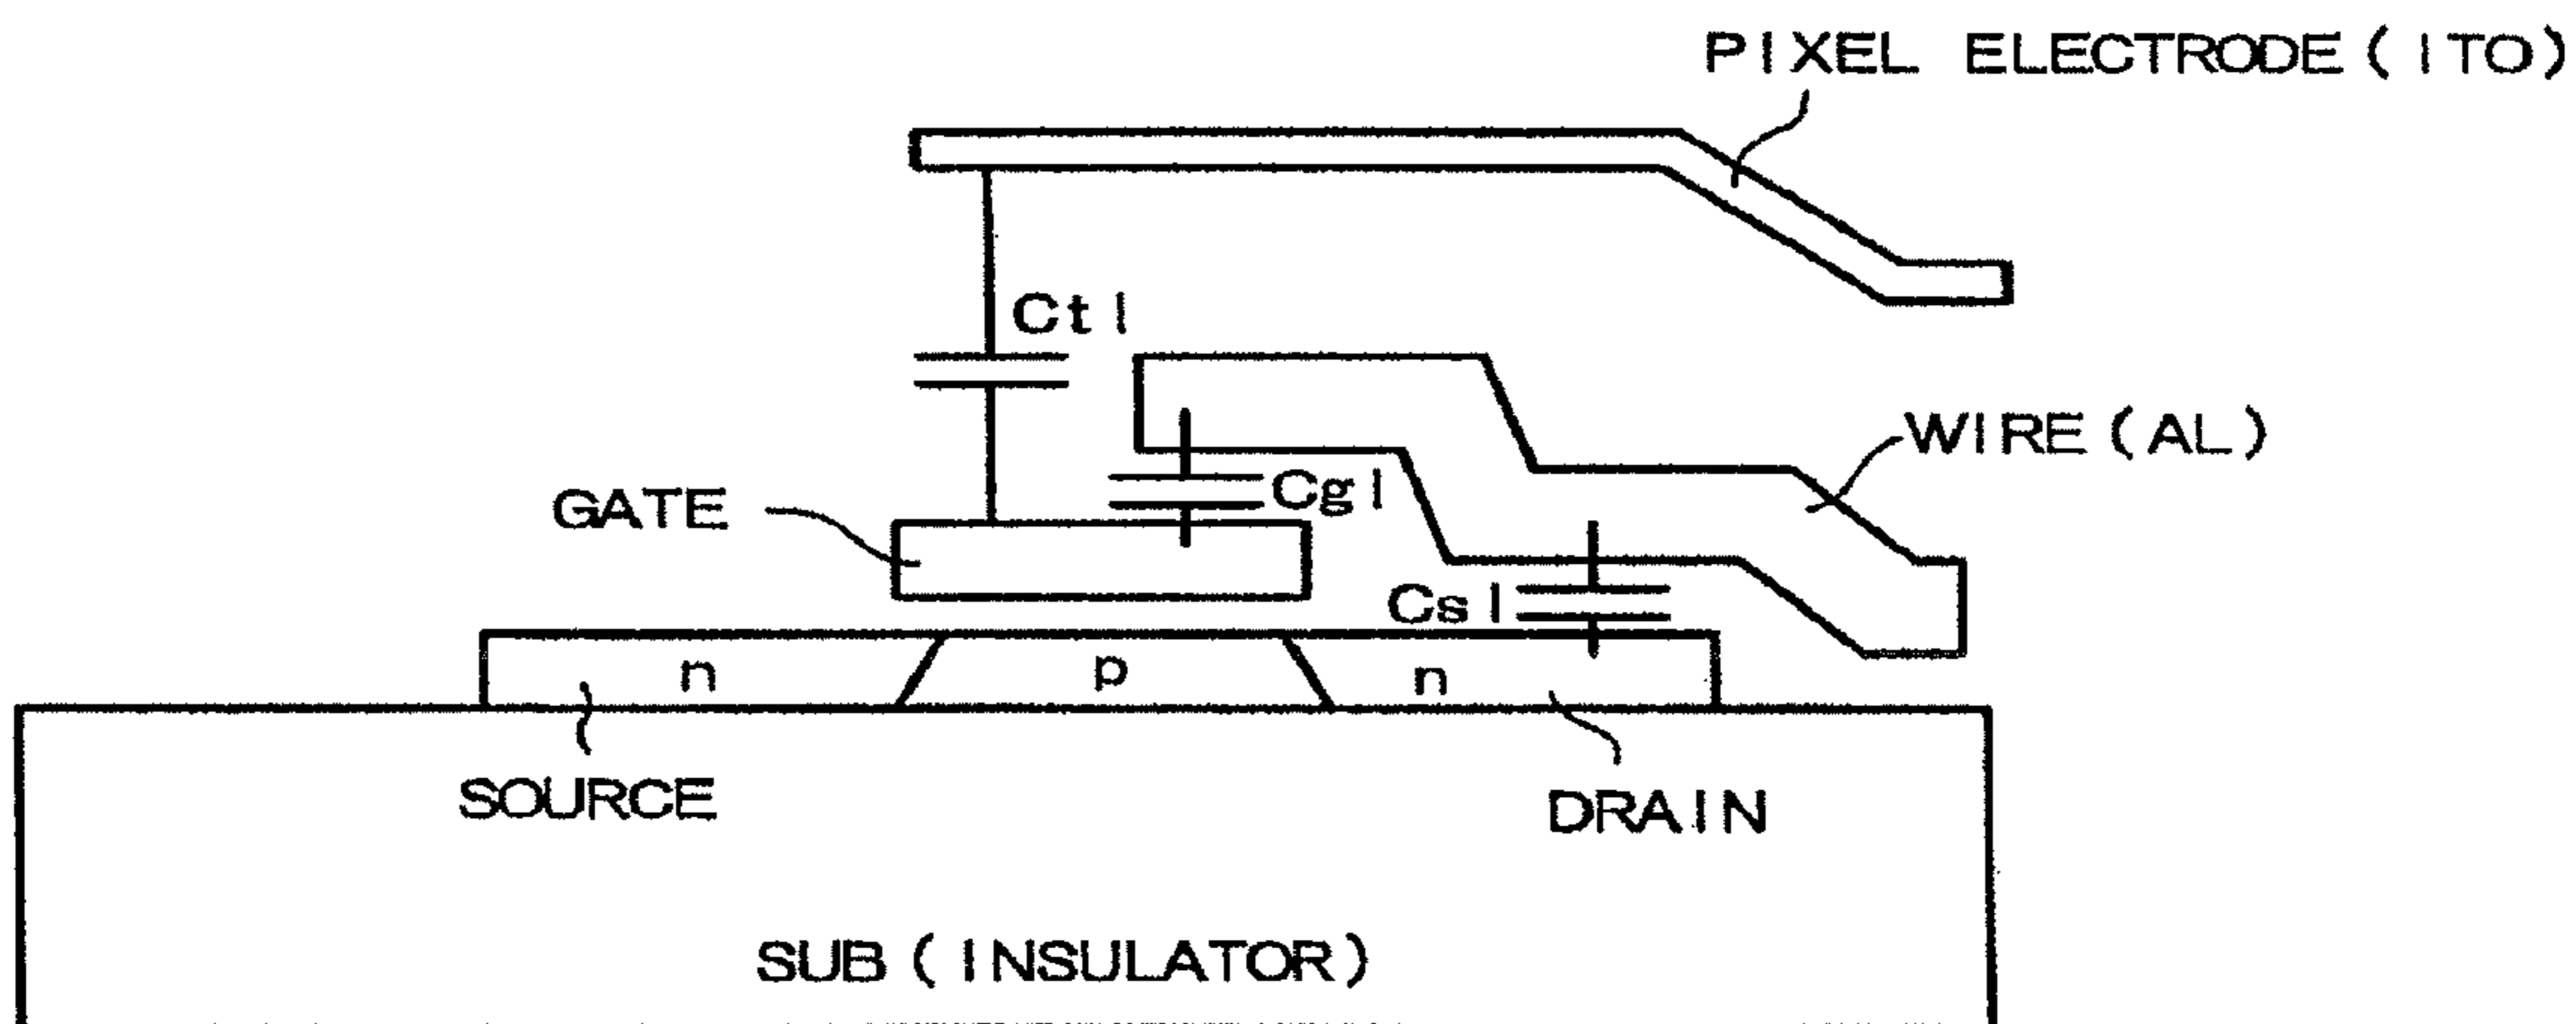 PIXEL ELECTRODE (ITO)
Ctl
WIRE (AL)
Cgl
GATE
Csl
n
p
n
SOURCE
DRAIN
SUB (INSULATOR)